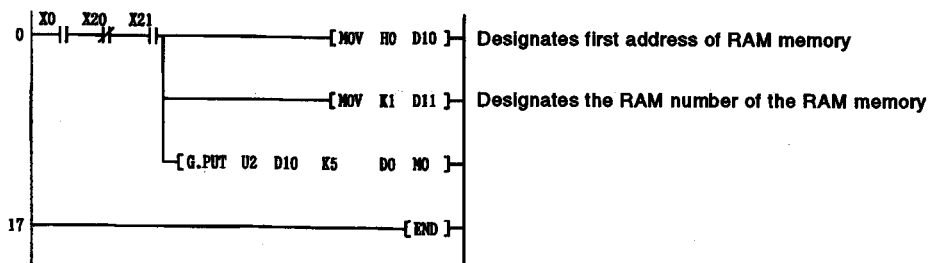 X0 X20 X21
0 [MOV H0 D10] Designates first address of RAM memory
[MOV K1 D11] Designates the RAM number of the RAM memory
[G.PUT U2 D10 K5 D0 M0]
17 [END]